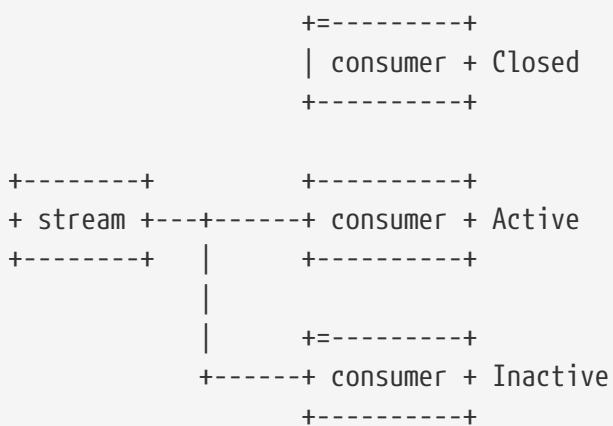 +=---------+
                       | consumer + Closed
                       +----------+

+--------+             +----------+
+ stream +---+------+ consumer + Active
+--------+   |         +----------+
             |
             |         +=---------+
             +------+ consumer + Inactive
                       +----------+